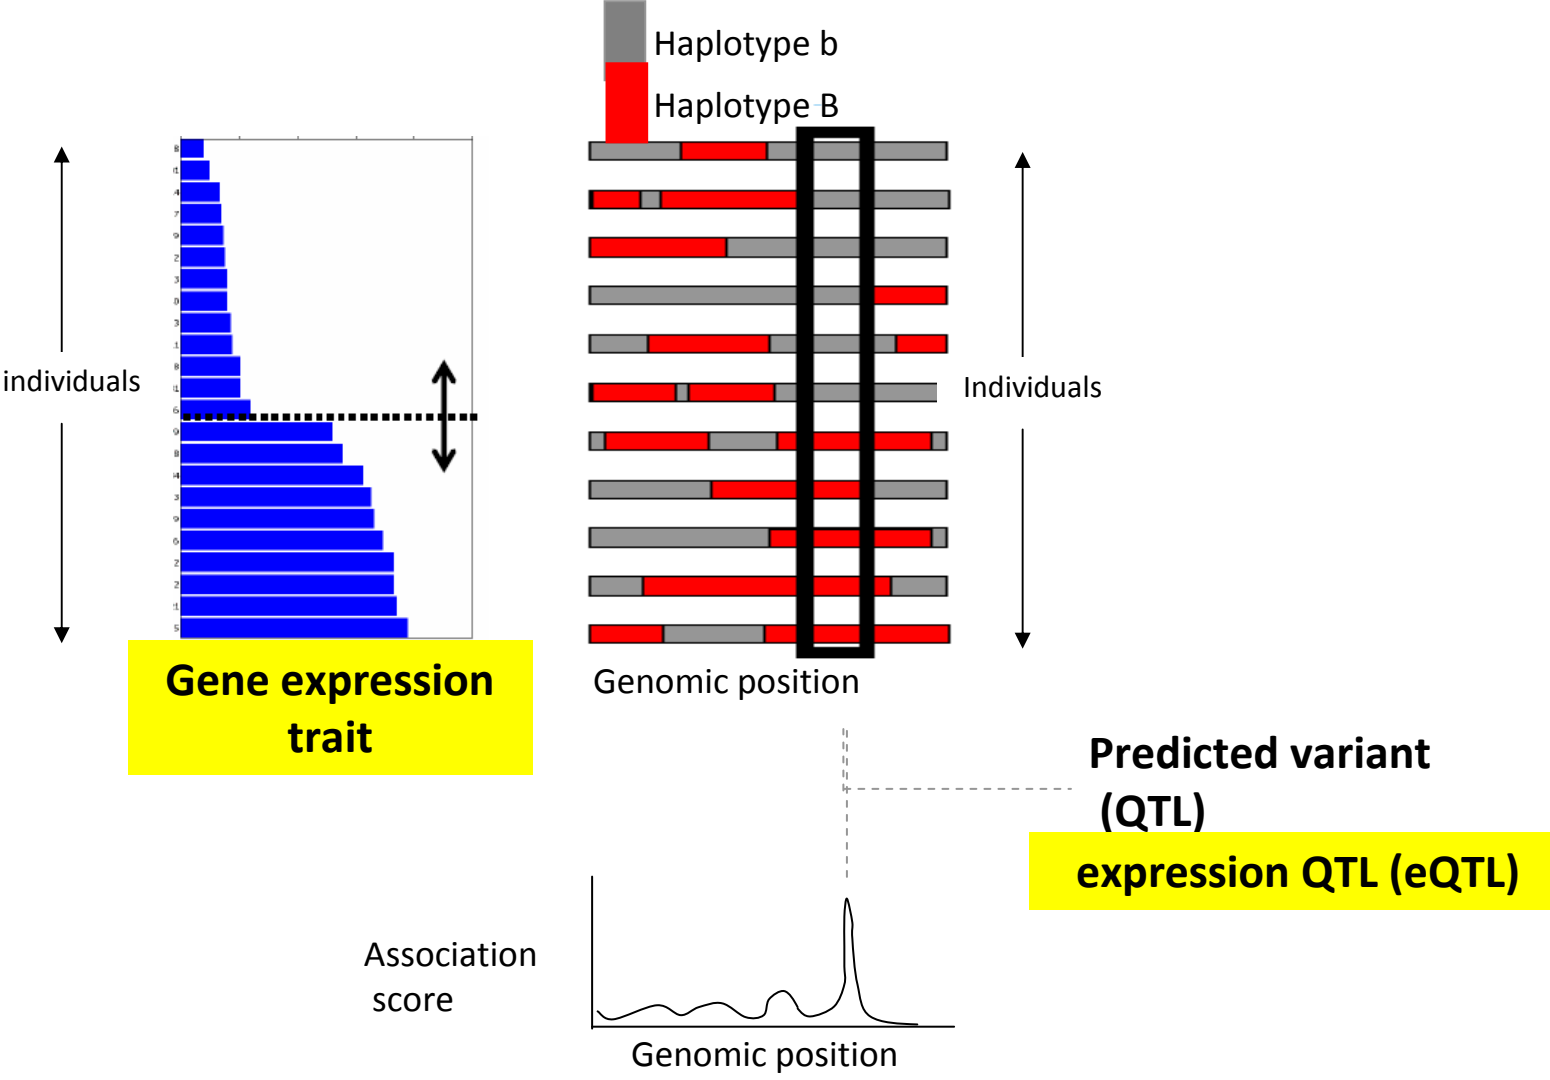 Haplotype b
Haplotype B
individuals
Individuals
Gene expression
trait
Genomic position
Predicted variant
(QTL)
expression QTL (eQTL)
Association
score
Genomic position